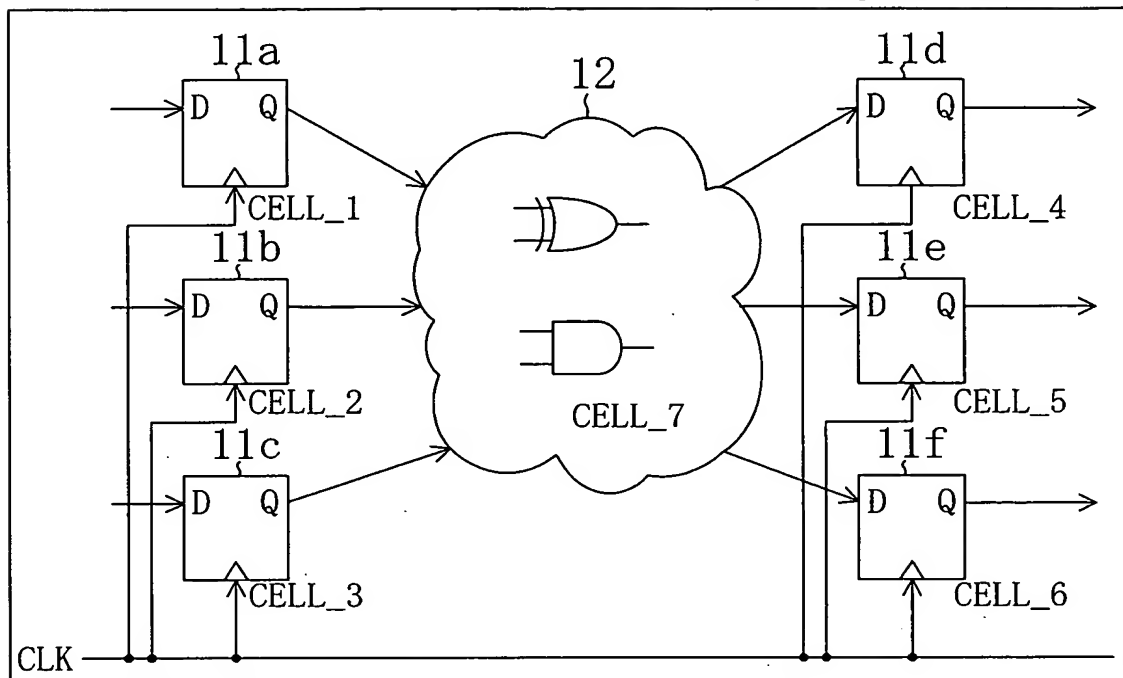 11a
D Q
CELL_1
11b
D Q
CELL_2
11c
D Q
CELL_3
12
CELL_7
11d
D Q
CELL_4
11e
D Q
CELL_5
11f
D Q
CELL_6
CLK